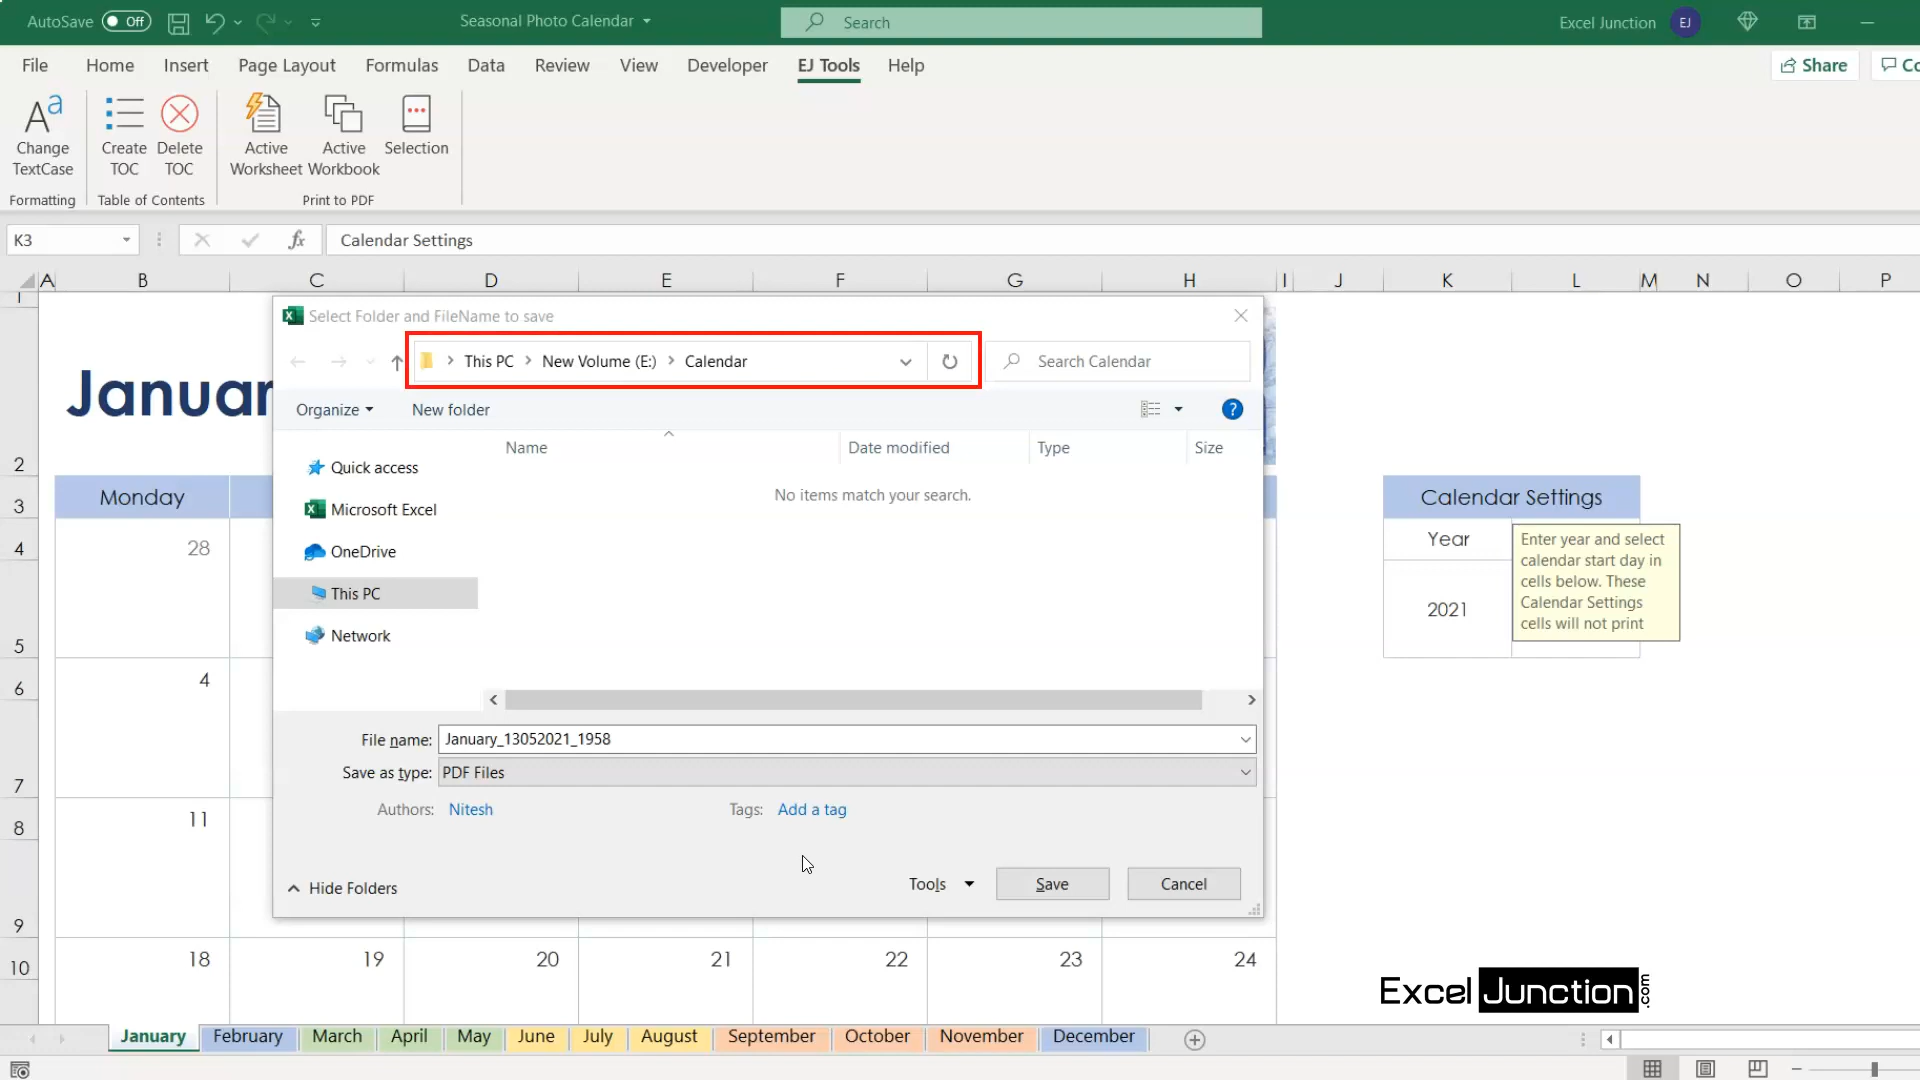 AutoSave Off Seasonal Photo Calendar Search Excel Junction EJ
File Home Insert Page Layout Formulas Data Review View Developer EJ Tools Help Share Co
Change TextCase
Create TOC
Delete TOC
Active Worksheet
Active Workbook
Selection
Formatting Table of Contents Print to PDF
K3 fx Calendar Settings
A B C D E F G H I J K L M N O P
1
Select Folder and FileName to save
This PC New Volume (E:) Calendar Search Calendar
Januar
Organize New folder ?
Name Date modified Type Size
2
Quick access
No items match your search.
3 Monday Calendar Settings
Microsoft Excel
4 28 Year
Enter year and select
calendar start day in
cells below. These
Calendar Settings
cells will not print
OneDrive
This PC
2021
Network
5
6 4
File name: January_13052021_1958
Save as type: PDF Files
7
Authors: Nitesh Tags: Add a tag
8 11
Hide Folders Tools Save Cancel
9
10 18 19 20 21 22 23 24
Excel Junction .com
January February March April May June July August September October November December